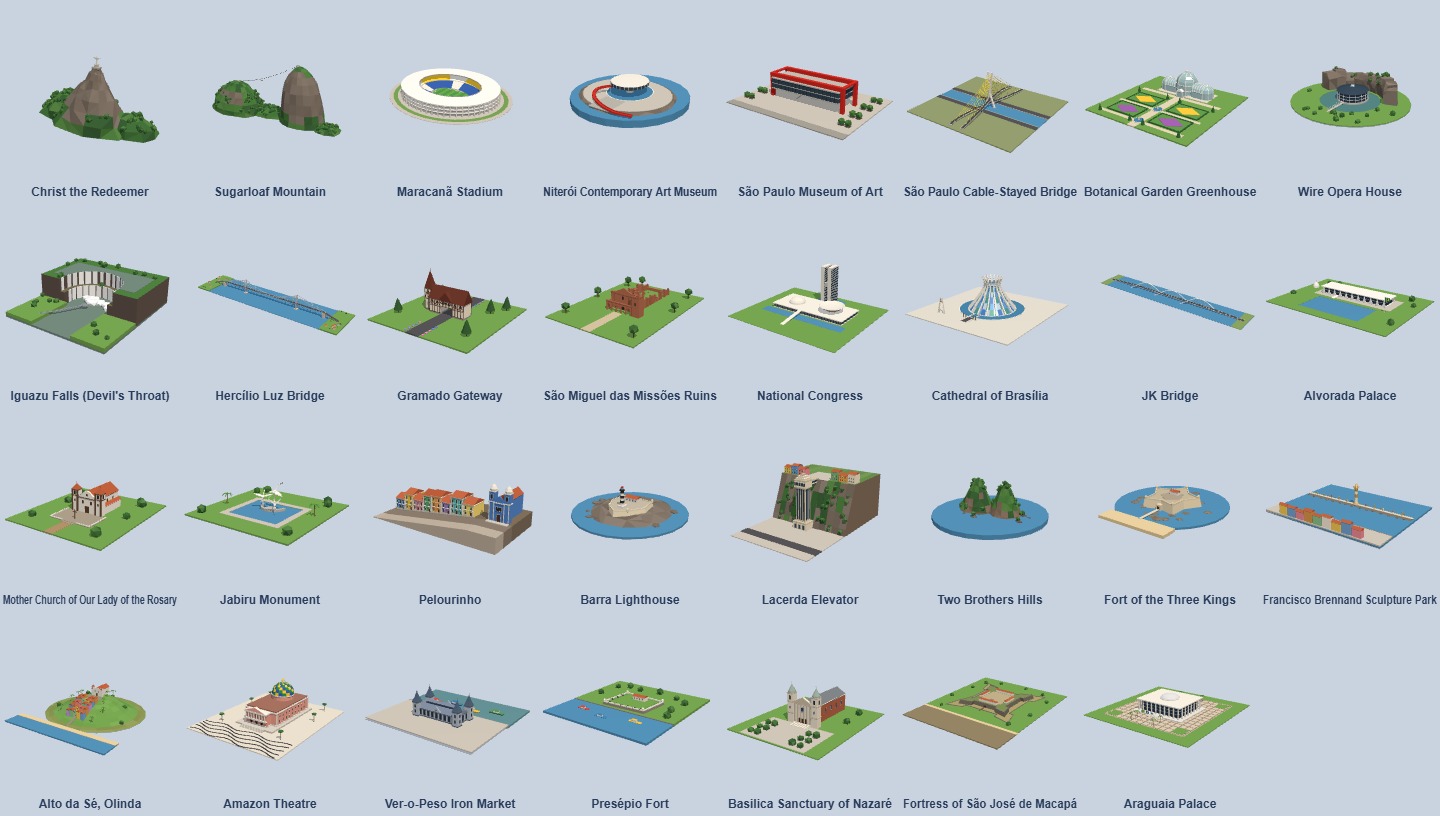 Christ the Redeemer
Sugarloaf Mountain
Maracanã Stadium
Niterói Contemporary Art Museum
São Paulo Museum of Art
São Paulo Cable-Stayed Bridge
Botanical Garden Greenhouse
Wire Opera House
Iguazu Falls (Devil's Throat)
Hercílio Luz Bridge
Gramado Gateway
São Miguel das Missões Ruins
National Congress
Cathedral of Brasília
JK Bridge
Alvorada Palace
Mother Church of Our Lady of the Rosary
Jabiru Monument
Pelourinho
Barra Lighthouse
Lacerda Elevator
Two Brothers Hills
Fort of the Three Kings
Francisco Brennand Sculpture Park
Alto da Sé, Olinda
Amazon Theatre
Ver-o-Peso Iron Market
Presépio Fort
Basilica Sanctuary of Nazaré
Fortress of São José de Macapá
Araguaia Palace